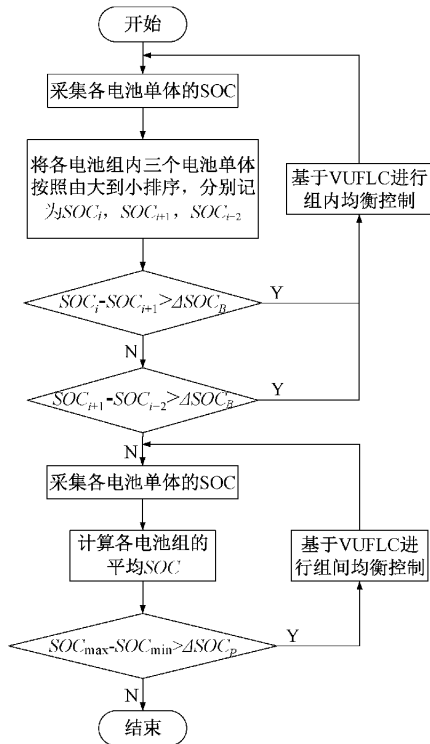 开始
采集各电池单体的SOC
将各电池组内三个电池单体
按照由大到小排序，分别记
为SOCi，SOCi+1，SOCi-2
基于VUFLC进行
组内均衡控制
SOCi-SOCi+1>ΔSOCB
Y
N
SOCi+1-SOCi-2>ΔSOCB
Y
N
采集各电池单体的SOC
计算各电池组的
平均SOC
基于VUFLC进
行组间均衡控制
SOCmax-SOCmin>ΔSOCP
Y
N
结束